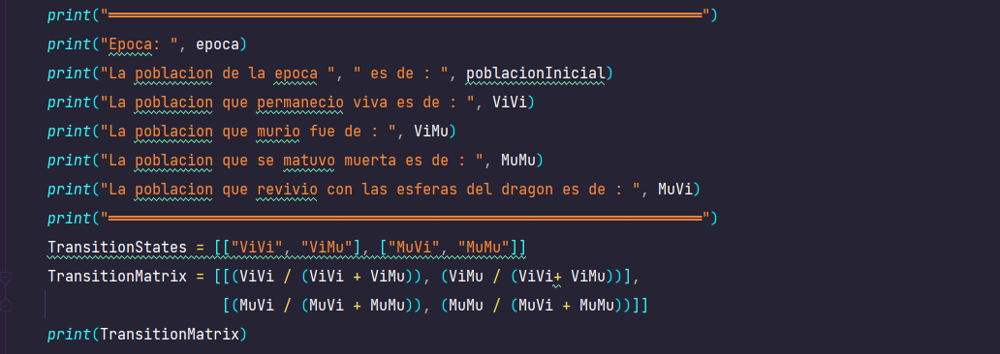 print("══════════════════════════════════════════════════════════════════════")
print("Epoca: ", epoca)
print("La poblacion de la epoca ", " es de : ", poblacionInicial)
print("La poblacion que permanecio viva es de : ", ViVi)
print("La poblacion que murio fue de : ", ViMu)
print("La poblacion que se matuvo muerta es de : ", MuMu)
print("La poblacion que revivio con las esferas del dragon es de : ", MuVi)
print("══════════════════════════════════════════════════════════════════════")
TransitionStates = [["ViVi", "ViMu"], ["MuVi", "MuMu"]]
TransitionMatrix = [[(ViVi / (ViVi + ViMu)), (ViMu / (ViVi+ ViMu))],
[(MuVi / (MuVi + MuMu)), (MuMu / (MuVi + MuMu))]]
print(TransitionMatrix)